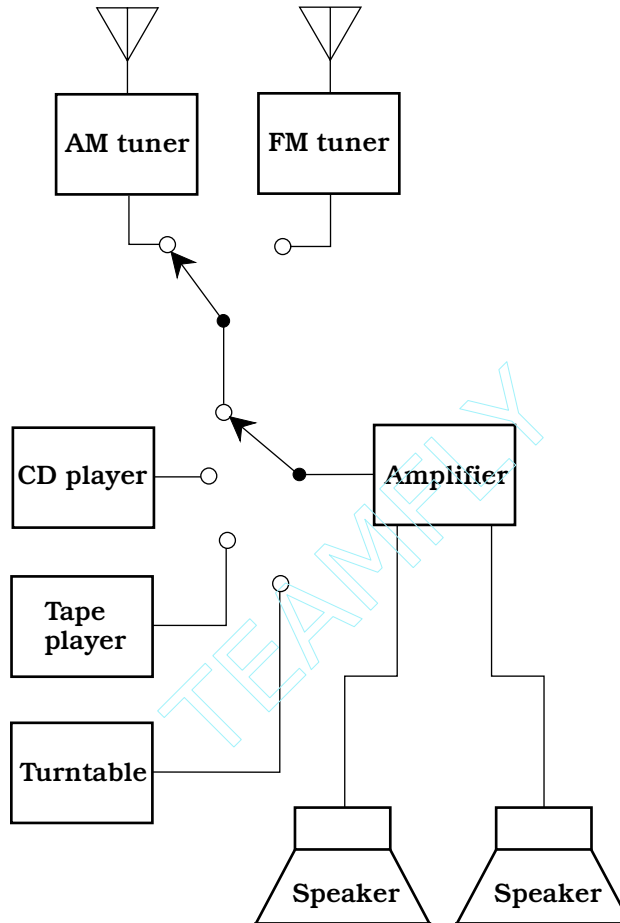 AM tuner
FM tuner
CD player
Amplifier
Tape
player
Turntable
Speaker
Speaker
TEAMFLY